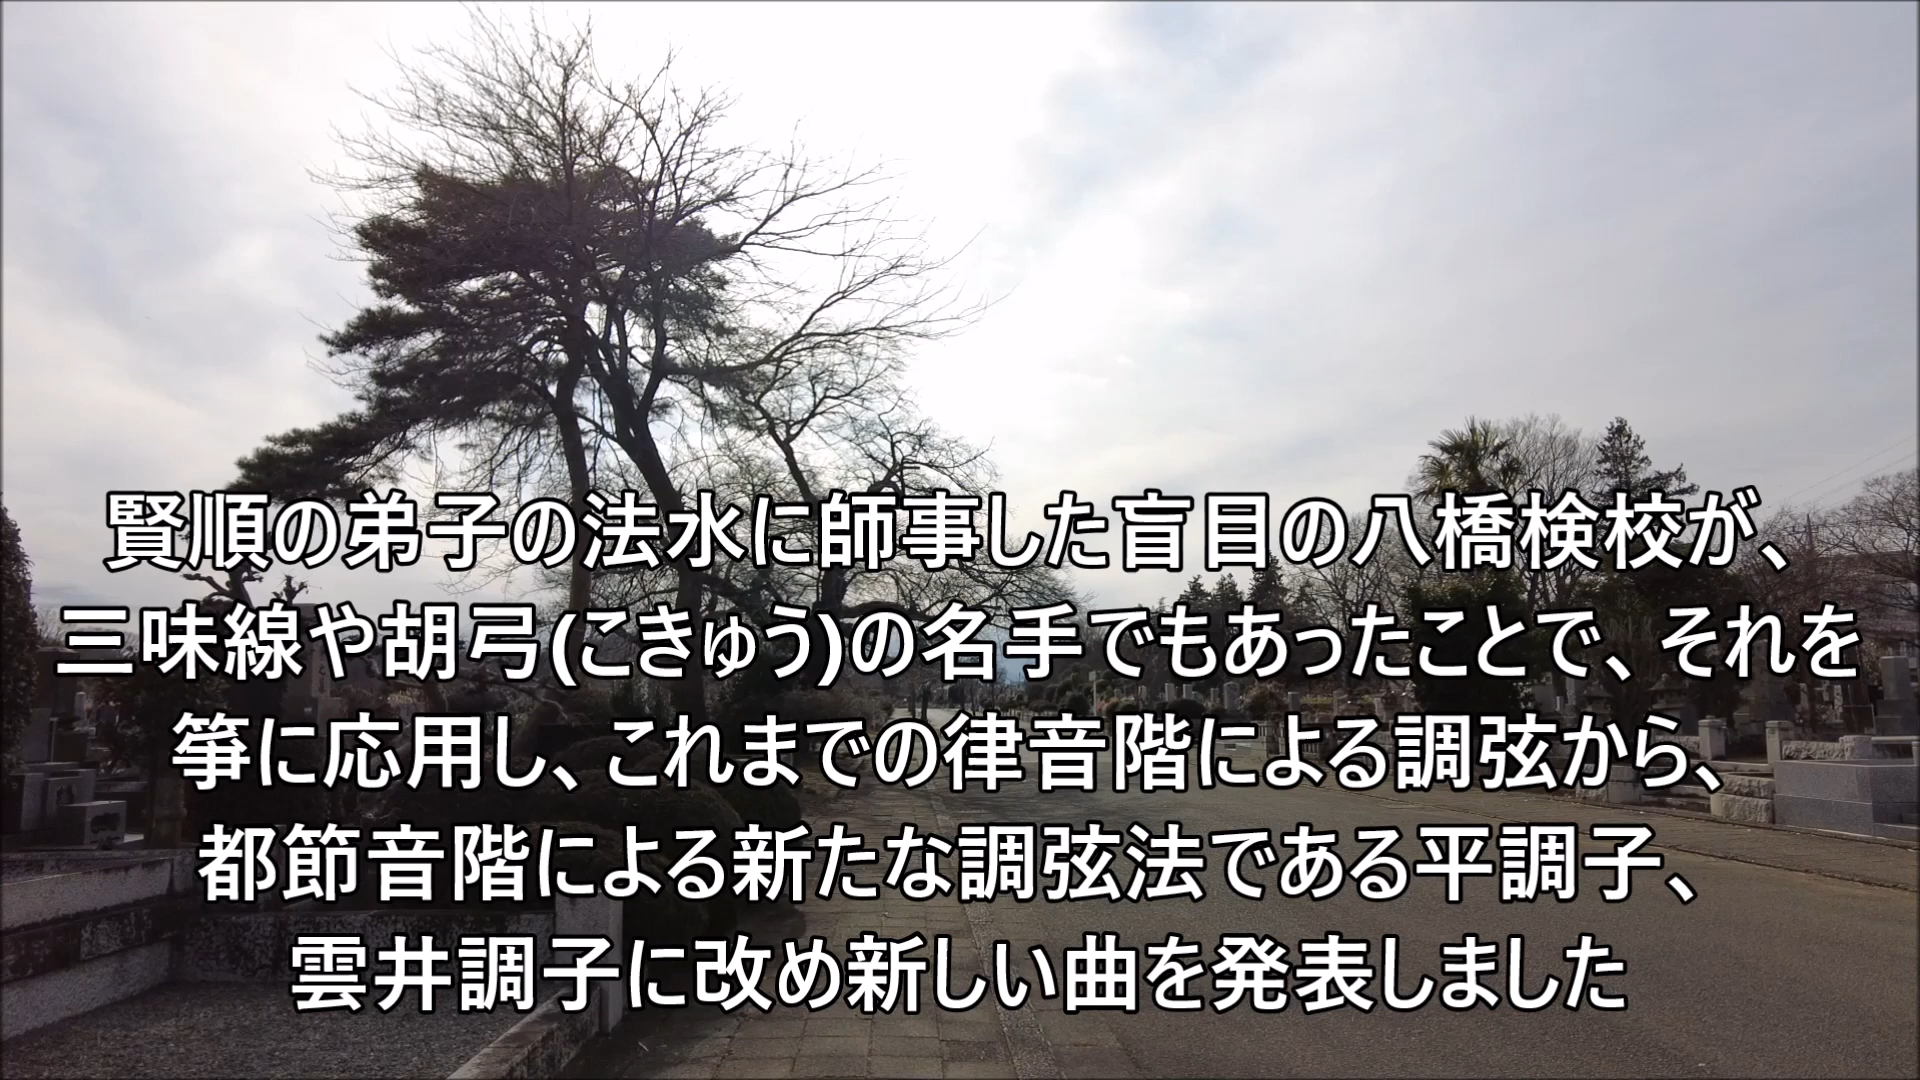 賢順の弟子の法水に師事した盲目の八橋検校が、
三味線や胡弓(こきゅう)の名手でもあったことで、それを
箏に応用し、これまでの律音階による調弦から、
都節音階による新たな調弦法である平調子、
雲井調子に改め新しい曲を発表しました